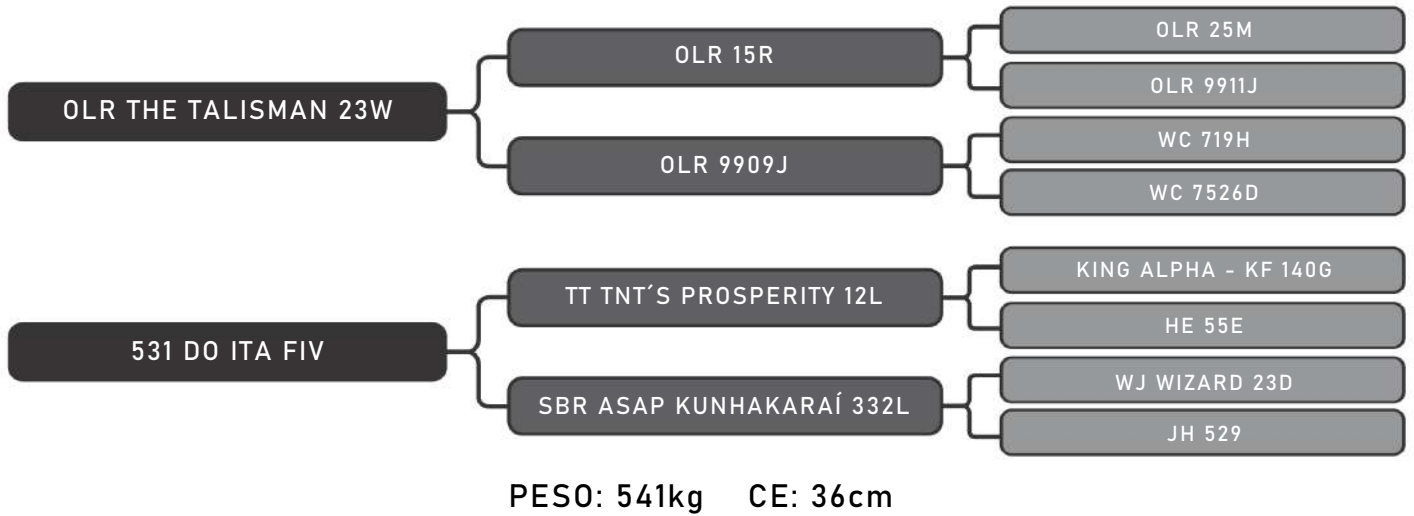 OLR THE TALISMAN 23W
OLR 15R
OLR 25M
OLR 9911J
OLR 9909J
WC 719H
WC 7526D
531 DO ITA FIV
TT TNT´S PROSPERITY 12L
KING ALPHA - KF 140G
HE 55E
SBR ASAP KUNHAKARAÍ 332L
WJ WIZARD 23D
JH 529
PESO: 541kg CE: 36cm